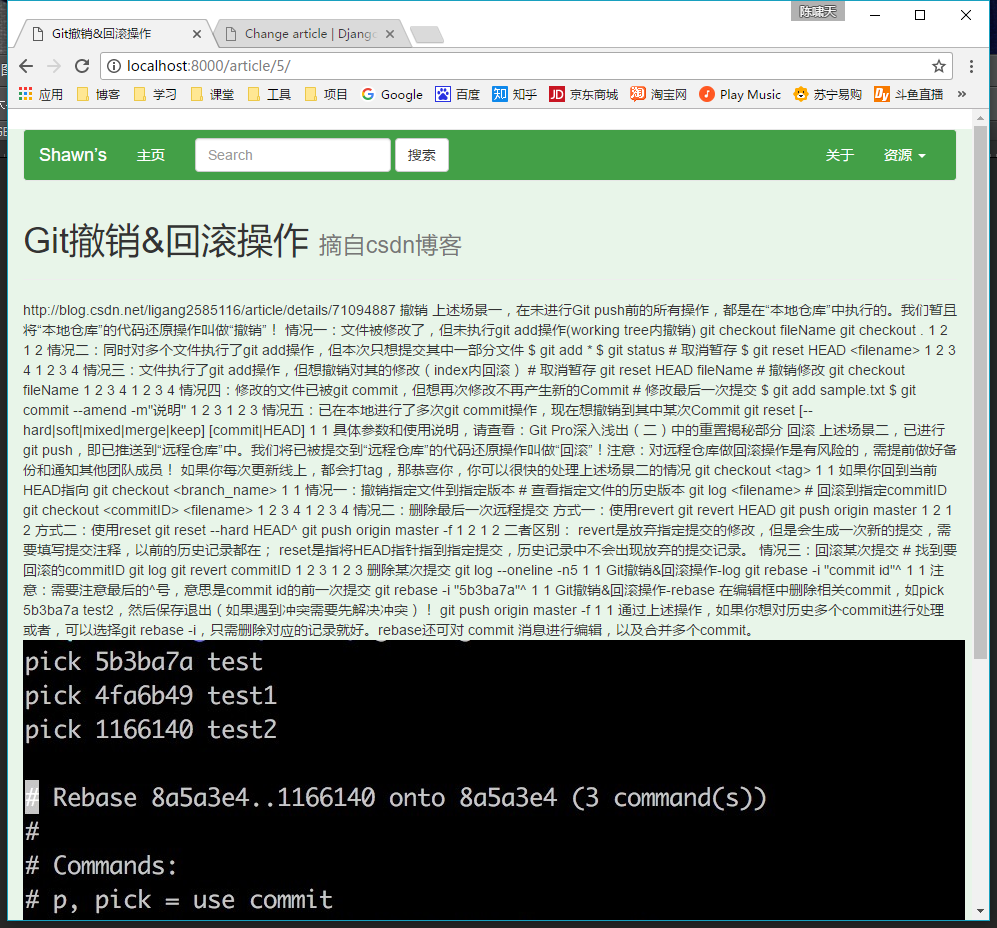 陈啸天
Git撤销&回滚操作
Change article | Django
localhost:8000/article/5/
应用 博客 学习 课堂 工具 项目 Google 百度 知乎 京东商城 淘宝网 Play Music 苏宁易购 斗鱼直播 »
Shawn's 主页 Search 搜索 关于 资源
Git撤销&回滚操作 摘自csdn博客
http://blog.csdn.net/ligang2585116/article/details/71094887 撤销 上述场景一，在未进行Git push前的所有操作，都是在“本地仓库”中执行的。我们暂且
将“本地仓库”的代码还原操作叫做“撤销”！ 情况一：文件被修改了，但未执行git add操作(working tree内撤销) git checkout fileName git checkout . 1 2
1 2 情况二：同时对多个文件执行了git add操作，但本次只想提交其中一部分文件 $ git add * $ git status # 取消暂存 $ git reset HEAD <filename> 1 2 3
4 1 2 3 4 情况三：文件执行了git add操作，但想撤销对其的修改（index内回滚） # 取消暂存 git reset HEAD fileName # 撤销修改 git checkout
fileName 1 2 3 4 1 2 3 4 情况四：修改的文件已被git commit，但想再次修改不再产生新的Commit # 修改最后一次提交 $ git add sample.txt $ git
commit --amend -m"说明" 1 2 3 1 2 3 情况五：已在本地进行了多次git commit操作，现在想撤销到其中某次Commit git reset [--
hard|soft|mixed|merge|keep] [commit|HEAD] 1 1 具体参数和使用说明，请查看：Git Pro深入浅出（二）中的重置揭秘部分 回滚 上述场景二，已进行
git push，即已推送到“远程仓库”中。我们将已被提交到“远程仓库”的代码还原操作叫做“回滚”！注意：对远程仓库做回滚操作是有风险的，需提前做好备
份和通知其他团队成员！ 如果你每次更新线上，都会打tag，那恭喜你，你可以很快的处理上述场景二的情况 git checkout <tag> 1 1 如果你回到当前
HEAD指向 git checkout <branch_name> 1 1 情况一：撤销指定文件到指定版本 # 查看指定文件的历史版本 git log <filename> # 回滚到指定commitID
git checkout <commitID> <filename> 1 2 3 4 1 2 3 4 情况二：删除最后一次远程提交 方式一：使用revert git revert HEAD git push origin master 1 2 1
2 方式二：使用reset git reset --hard HEAD^ git push origin master -f 1 2 1 2 二者区别： revert是放弃指定提交的修改，但是会生成一次新的提交，需
要填写提交注释，以前的历史记录都在； reset是指将HEAD指针指到指定提交，历史记录中不会出现放弃的提交记录。 情况三：回滚某次提交 # 找到要
回滚的commitID git log git revert commitID 1 2 3 1 2 3 删除某次提交 git log --oneline -n5 1 1 Git撤销&回滚操作-log git rebase -i "commit id"^ 1 1 注
意：需要注意最后的^号，意思是commit id的前一次提交 git rebase -i "5b3ba7a"^ 1 1 Git撤销&回滚操作-rebase 在编辑框中删除相关commit，如pick
5b3ba7a test2，然后保存退出（如果遇到冲突需要先解决冲突）！ git push origin master -f 1 1 通过上述操作，如果你想对历史多个commit进行处理
或者，可以选择git rebase -i，只需删除对应的记录就好。rebase还可对 commit 消息进行编辑，以及合并多个commit。
pick 5b3ba7a test
pick 4fa6b49 test1
pick 1166140 test2
# Rebase 8a5a3e4..1166140 onto 8a5a3e4 (3 command(s))
#
# Commands:
# p, pick = use commit